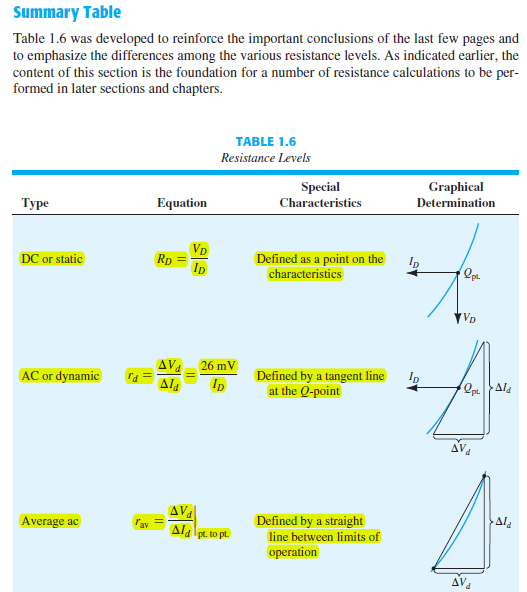 Summary Table
Table 1.6 was developed to reinforce the important conclusions of the last few pages and
to emphasize the differences among the various resistance levels. As indicated earlier, the
content of this section is the foundation for a number of resistance calculations to be per-
formed in later sections and chapters.
TABLE 1.6
Resistance Levels
Type Equation Special Characteristics Graphical Determination
DC or static R_D = V_D / I_D Defined as a point on the
characteristics
I_D Q_pt. V_D
AC or dynamic r_d = ΔV_d / ΔI_d = 26 mV / I_D Defined by a tangent line
at the Q-point
I_D Q_pt. ΔI_d
ΔV_d
Average ac r_av = ΔV_d / ΔI_d | pt. to pt. Defined by a straight
line between limits of
operation
ΔI_d
ΔV_d